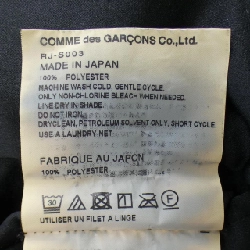 COMME des GARÇONS Co., Ltd.
RJ-S003
MADE IN JAPAN
100% POLYESTER
MACHINE WASH COLD, GENTLE CYCLE.
ONLY NON-CHLORINE BLEACH WHEN NEEDED.
LINE DRY IN SHADE.
DO NOT IRON.
DRYCLEAN, PETROLEUM SOLVENT ONLY, SHORT CYCLE
USE A LAUNDRY NET.
FABRIQUE AU JAPON
100% POLYESTER
30
UTILISER UN FILET A LINGE